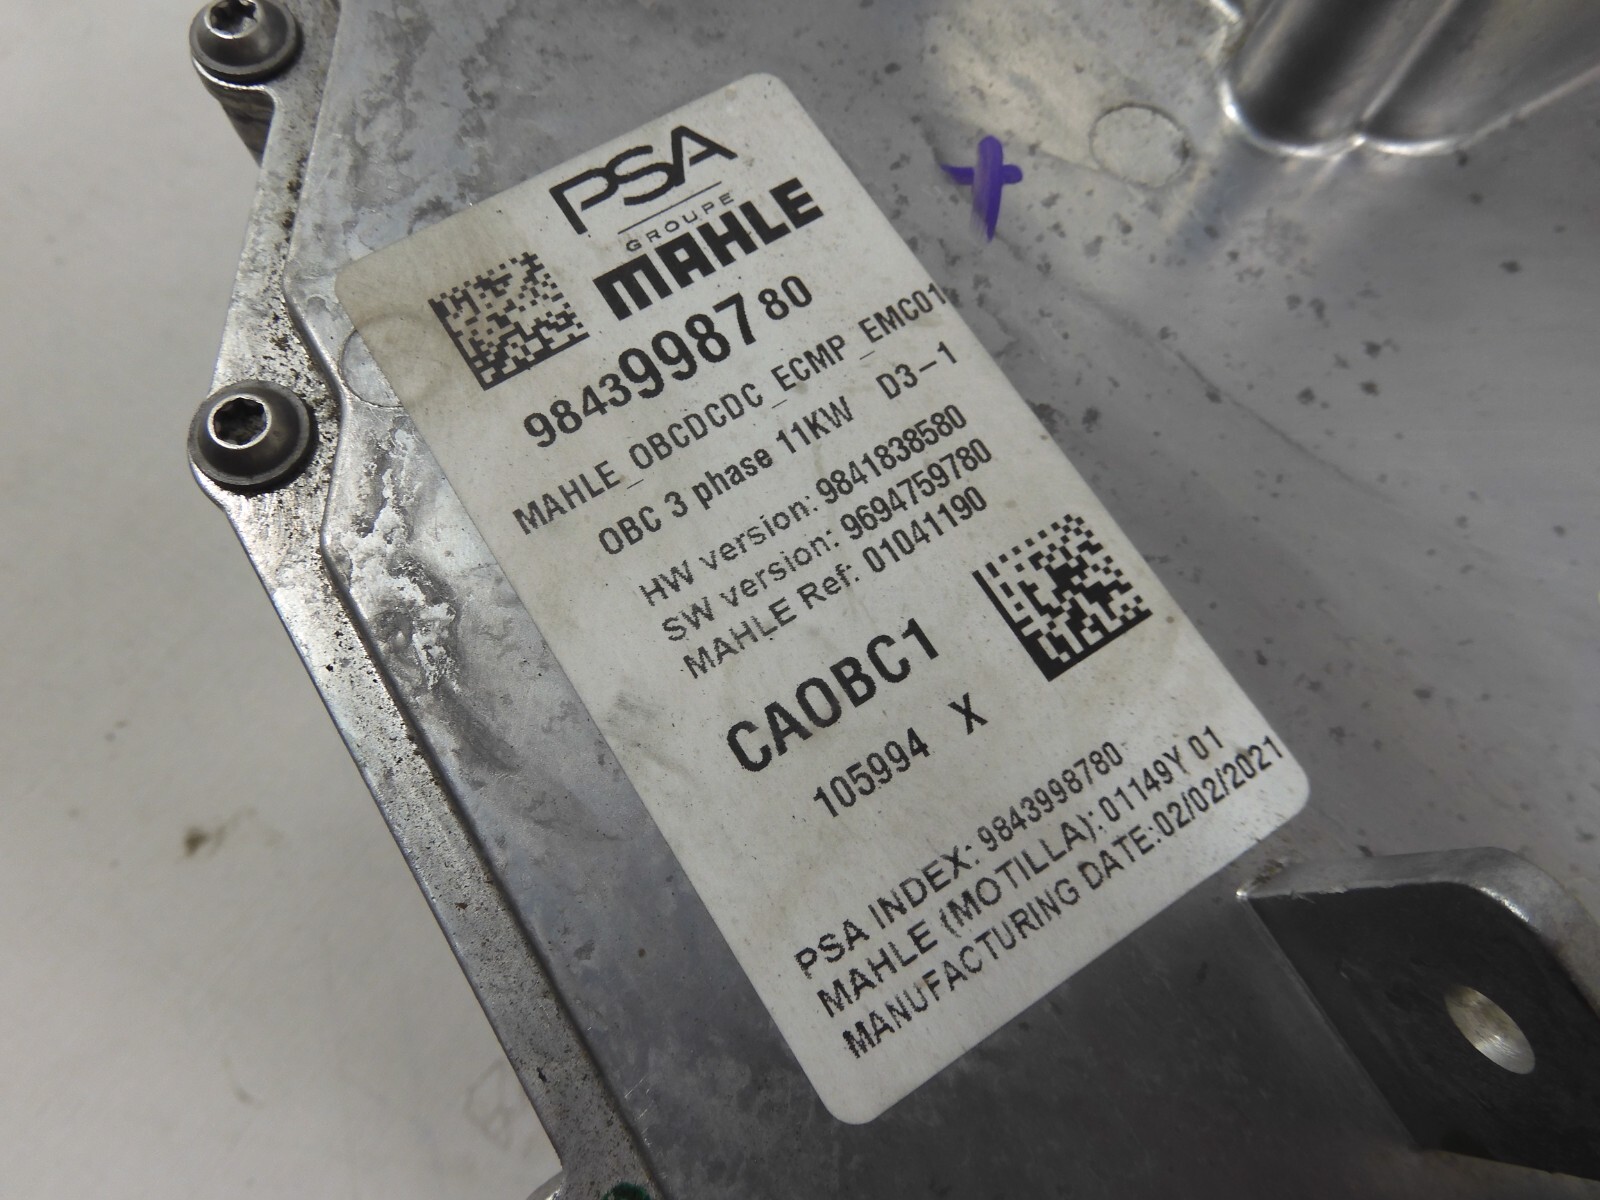 PSA
GROUPE
MAHLE
9843998780
MAHLE_OBCDCDC_ECMP_EMC01
OBC 3 phase 11KW D3-1
HW version: 9841838580
SW version: 9694759780
MAHLE Ref: 01041190
CAOBC1
105994 X
PSA INDEX: 9843998780
MAHLE (MOTILLA): 01149Y 01
MANUFACTURING DATE:02/02/2021